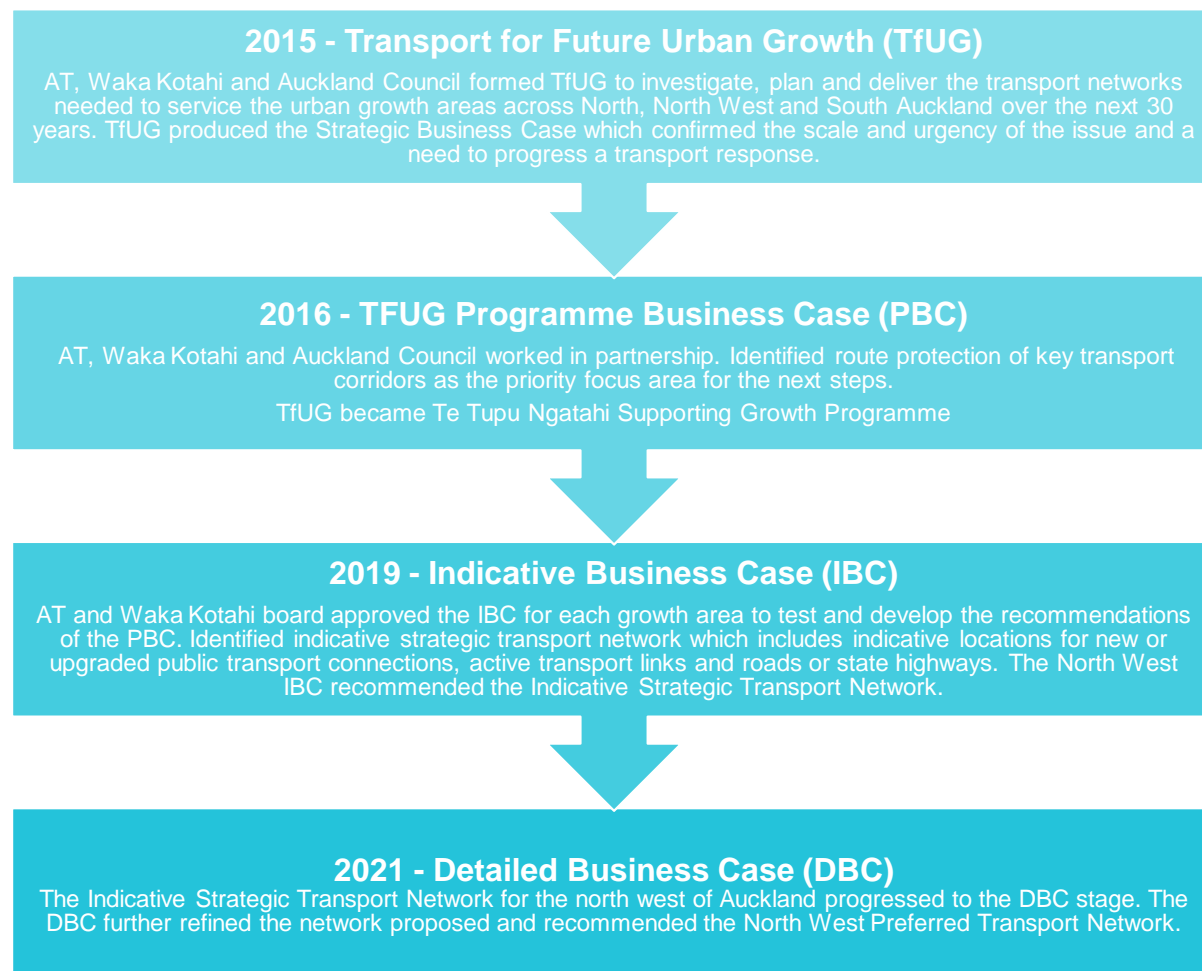 2015 - Transport for Future Urban Growth (TfUG)
AT, Waka Kotahi and Auckland Council formed TfUG to investigate, plan and deliver the transport networks
needed to service the urban growth areas across North, North West and South Auckland over the next 30
years. TfUG produced the Strategic Business Case which confirmed the scale and urgency of the issue and a
need to progress a transport response.
2016 - TFUG Programme Business Case (PBC)
AT, Waka Kotahi and Auckland Council worked in partnership. Identified route protection of key transport
corridors as the priority focus area for the next steps.
TfUG became Te Tupu Ngatahi Supporting Growth Programme
2019 - Indicative Business Case (IBC)
AT and Waka Kotahi board approved the IBC for each growth area to test and develop the recommendations
of the PBC. Identified indicative strategic transport network which includes indicative locations for new or
upgraded public transport connections, active transport links and roads or state highways. The North West
IBC recommended the Indicative Strategic Transport Network.
2021 - Detailed Business Case (DBC)
The Indicative Strategic Transport Network for the north west of Auckland progressed to the DBC stage. The
DBC further refined the network proposed and recommended the North West Preferred Transport Network.